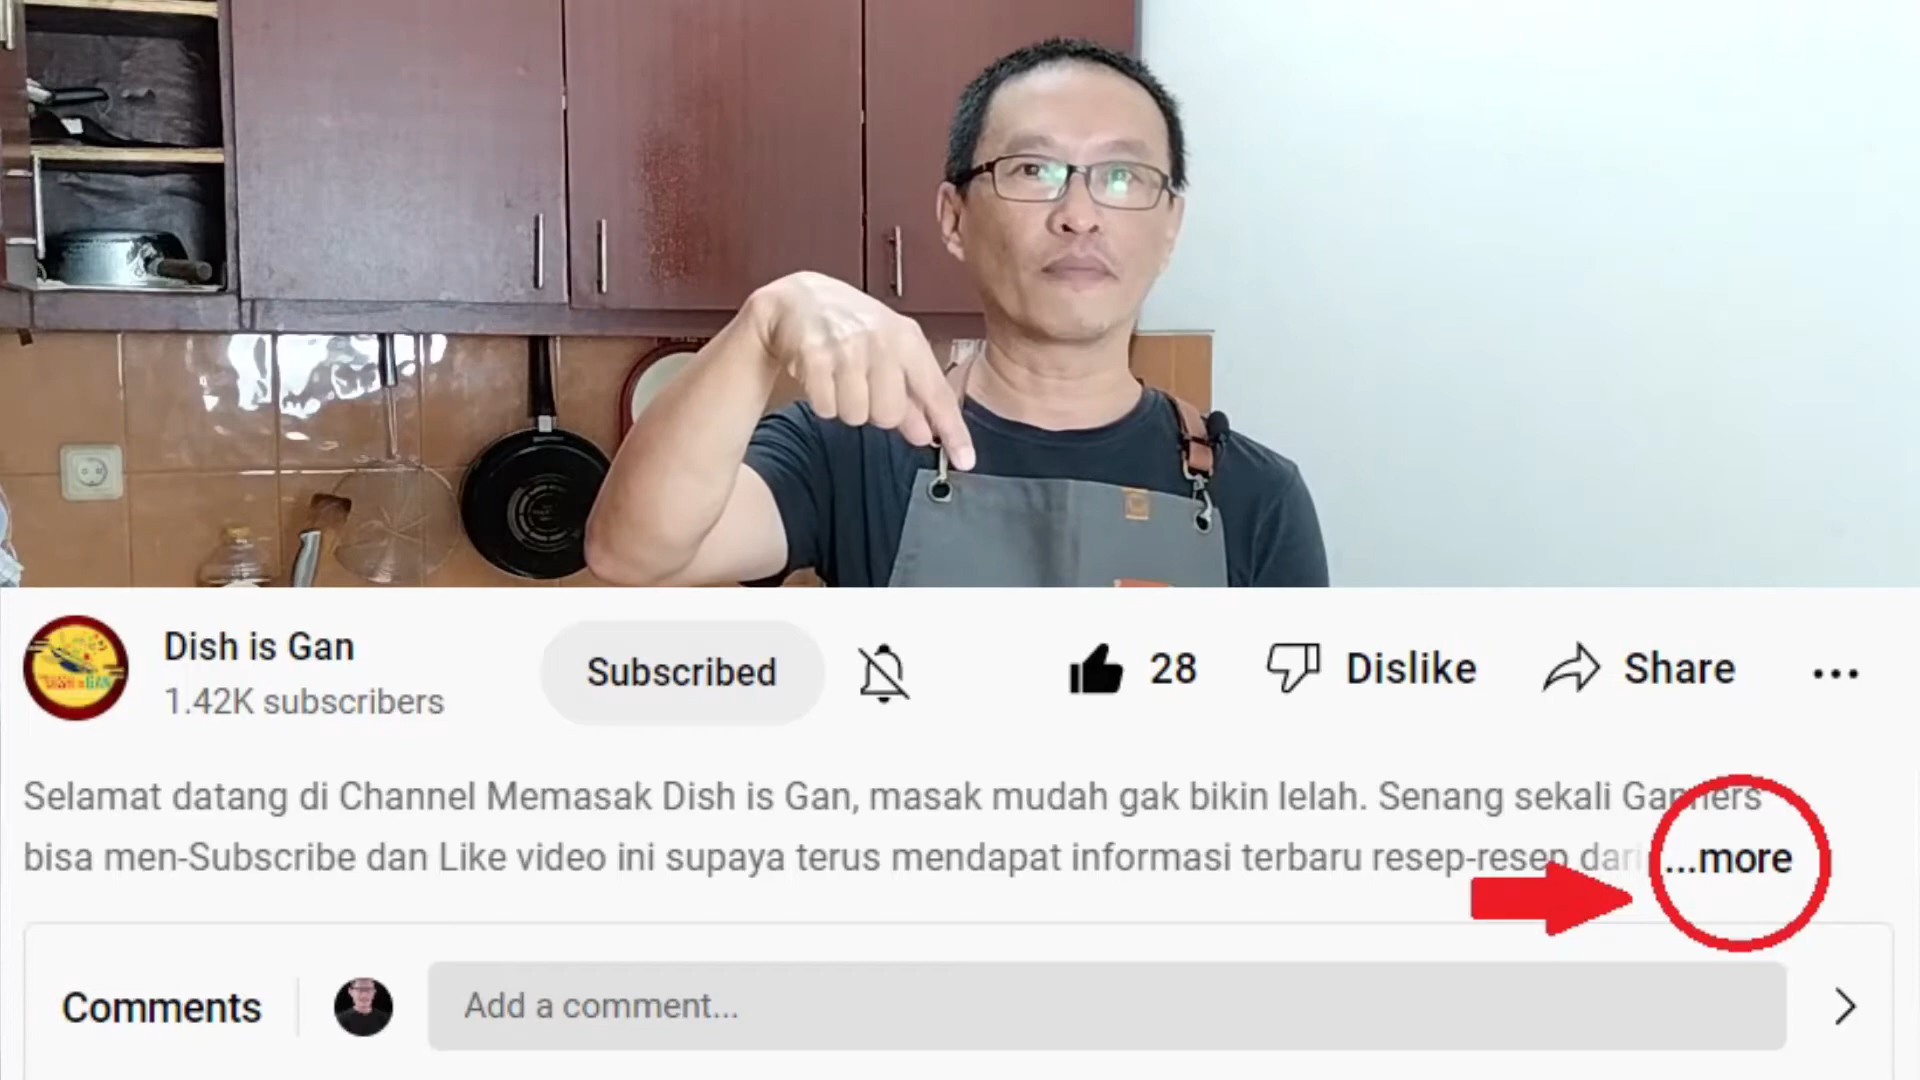 Dish is Gan
1.42K subscribers
Subscribed
28
Dislike
Share
Selamat datang di Channel Memasak Dish is Gan, masak mudah gak bikin lelah. Senang sekali Ganners
bisa men-Subscribe dan Like video ini supaya terus mendapat informasi terbaru resep-resep dari ...more
Comments
Add a comment...